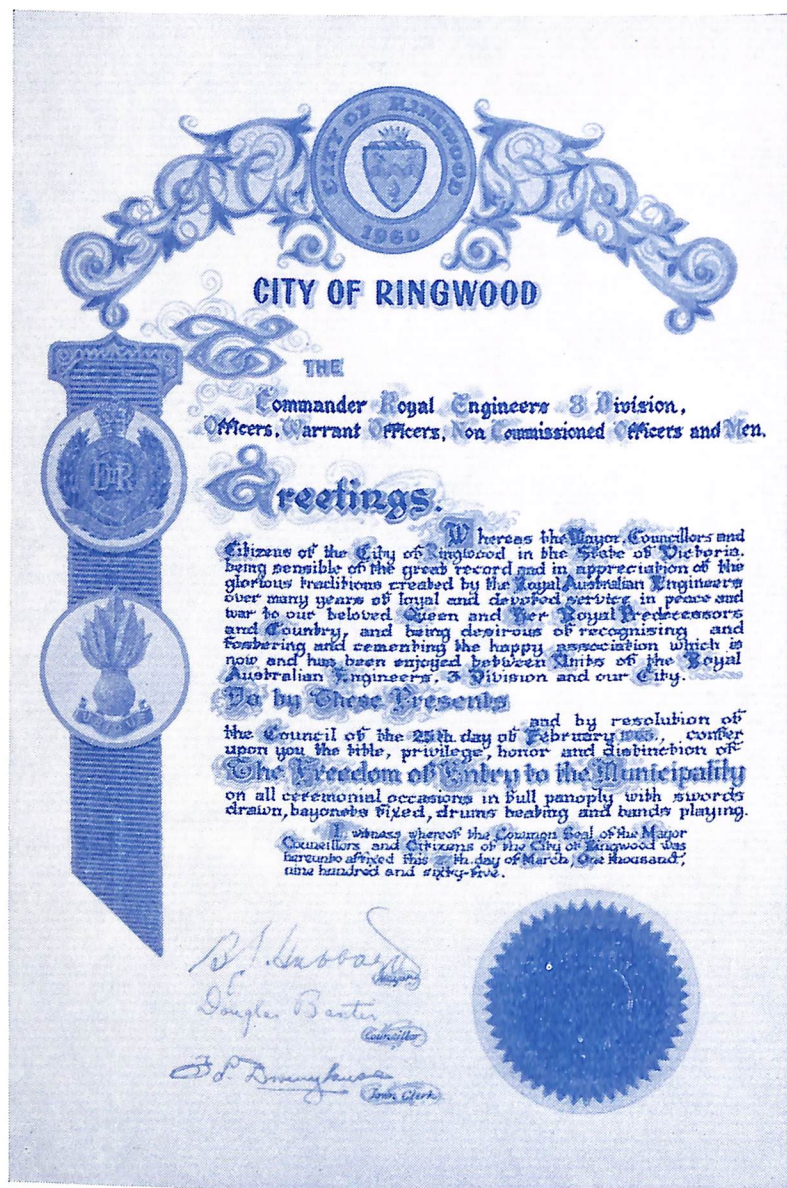 CITY OF RINGWOOD
1960
CITY OF RINGWOOD
To
THE
Commander Royal Engineers 3 Division,
Officers, Warrant Officers, Non Commissioned Officers and Men.
EIIR
Greetings.
Whereas the Mayor, Councillors and
Citizens of the City of Ringwood in the State of Victoria,
being sensible of the great record and in appreciation of the
glorious traditions created by the Royal Australian Engineers
over many years of loyal and devoted service in peace and
war to our beloved Queen and Her Royal Predecessors
and Country, and being desirous of recognising and
fostering and cementing the happy association which is
now and has been enjoyed between Units of the Royal
Australian Engineers, 3 Division and our City.
Do by These Presents
and by resolution of
the Council of the day of February, confer
upon you the title, privilege, honor and distinction of
The Freedom of Entry to the Municipality
on all ceremonial occasions in full panoply with swords
drawn, bayonets fixed, drums beating and bands playing.
In witness whereof the Common Seal of the Mayor
Councillors and Citizens of the City of Ringwood was
hereunto affixed this day of March, One thousand,
nine hundred and sixty-five.
Mayor
Douglas Baxter
Councillor
Town Clerk